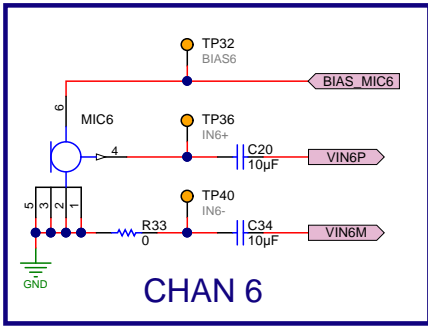 TP32
BIAS6
BIAS_MIC6
6
MIC6
TP36
IN6+
4
C20
10µF
VIN6P
TP40
IN6-
5
3
2
1
R33
0
C34
10µF
VIN6M
GND
CHAN 6